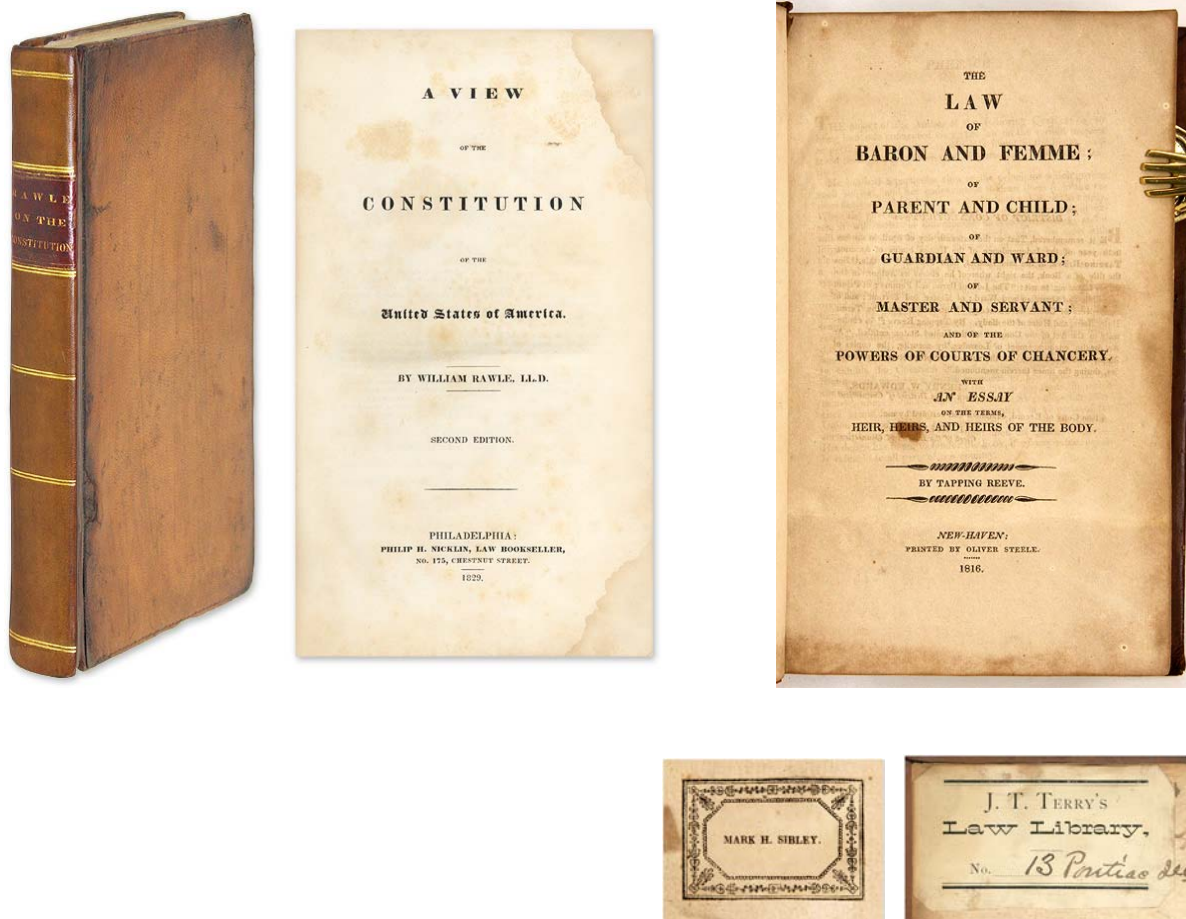 RAWLE
ON THE
CONSTITUTION
A VIEW
OF THE
CONSTITUTION
OF THE
United States of America.
BY WILLIAM RAWLE, LL.D.
SECOND EDITION.
PHILADELPHIA:
PHILIP H. NICKLIN, LAW BOOKSELLER,
NO. 175, CHESTNUT STREET.
1829.
THE
LAW
OF
BARON AND FEMME;
OF
PARENT AND CHILD;
OF
GUARDIAN AND WARD;
OF
MASTER AND SERVANT;
AND OF THE
POWERS OF COURTS OF CHANCERY.
WITH
AN ESSAY
ON THE TERMS,
HEIR, HEIRS, AND HEIRS OF THE BODY.
BY TAPPING REEVE.
NEW-HAVEN:
PRINTED BY OLIVER STEELE.
1816.
MARK H. SIBLEY.
J. T. TERRY'S
Law Library,
No. 13 Pontiac